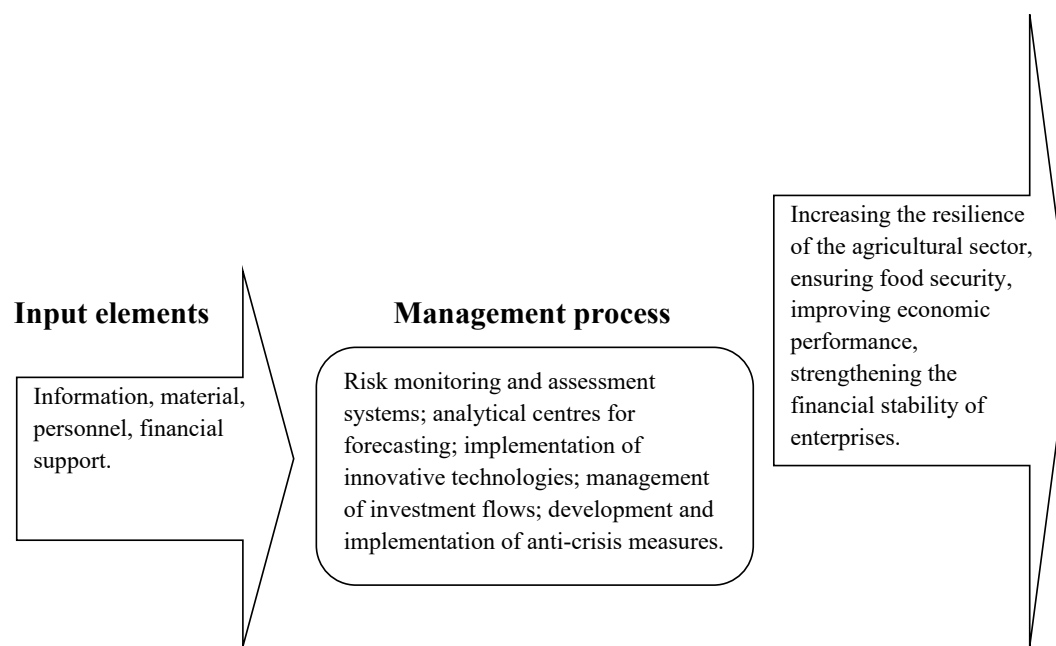 Input elements
Information, material,
personnel, financial
support.
Management process
Risk monitoring and assessment
systems; analytical centres for
forecasting; implementation of
innovative technologies; management
of investment flows; development and
implementation of anti-crisis measures.
Increasing the resilience
of the agricultural sector,
ensuring food security,
improving economic
performance,
strengthening the
financial stability of
enterprises.